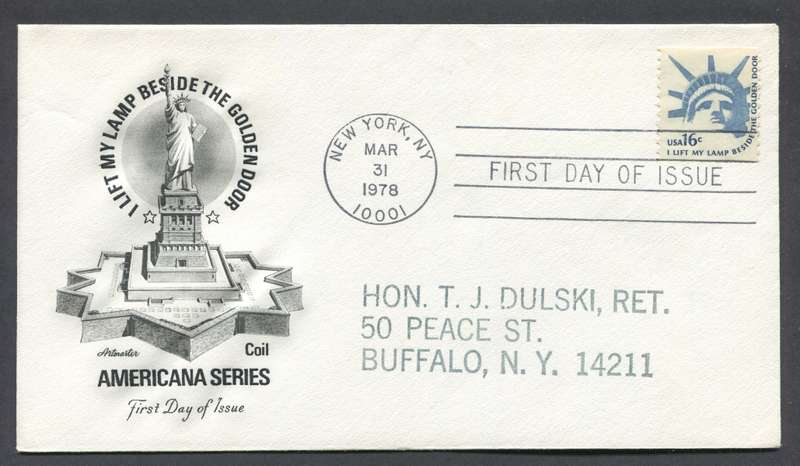 I LIFT MY LAMP BESIDE THE GOLDEN DOOR
Artmaster
Coil
AMERICANA SERIES
First Day of Issue
NEW YORK, NY
MAR
31
1978
10001
FIRST DAY OF ISSUE
USA 16c
I LIFT MY LAMP BESIDE THE GOLDEN DOOR
HON. T. J. DULSKI, RET.
50 PEACE ST.
BUFFALO, N. Y. 14211